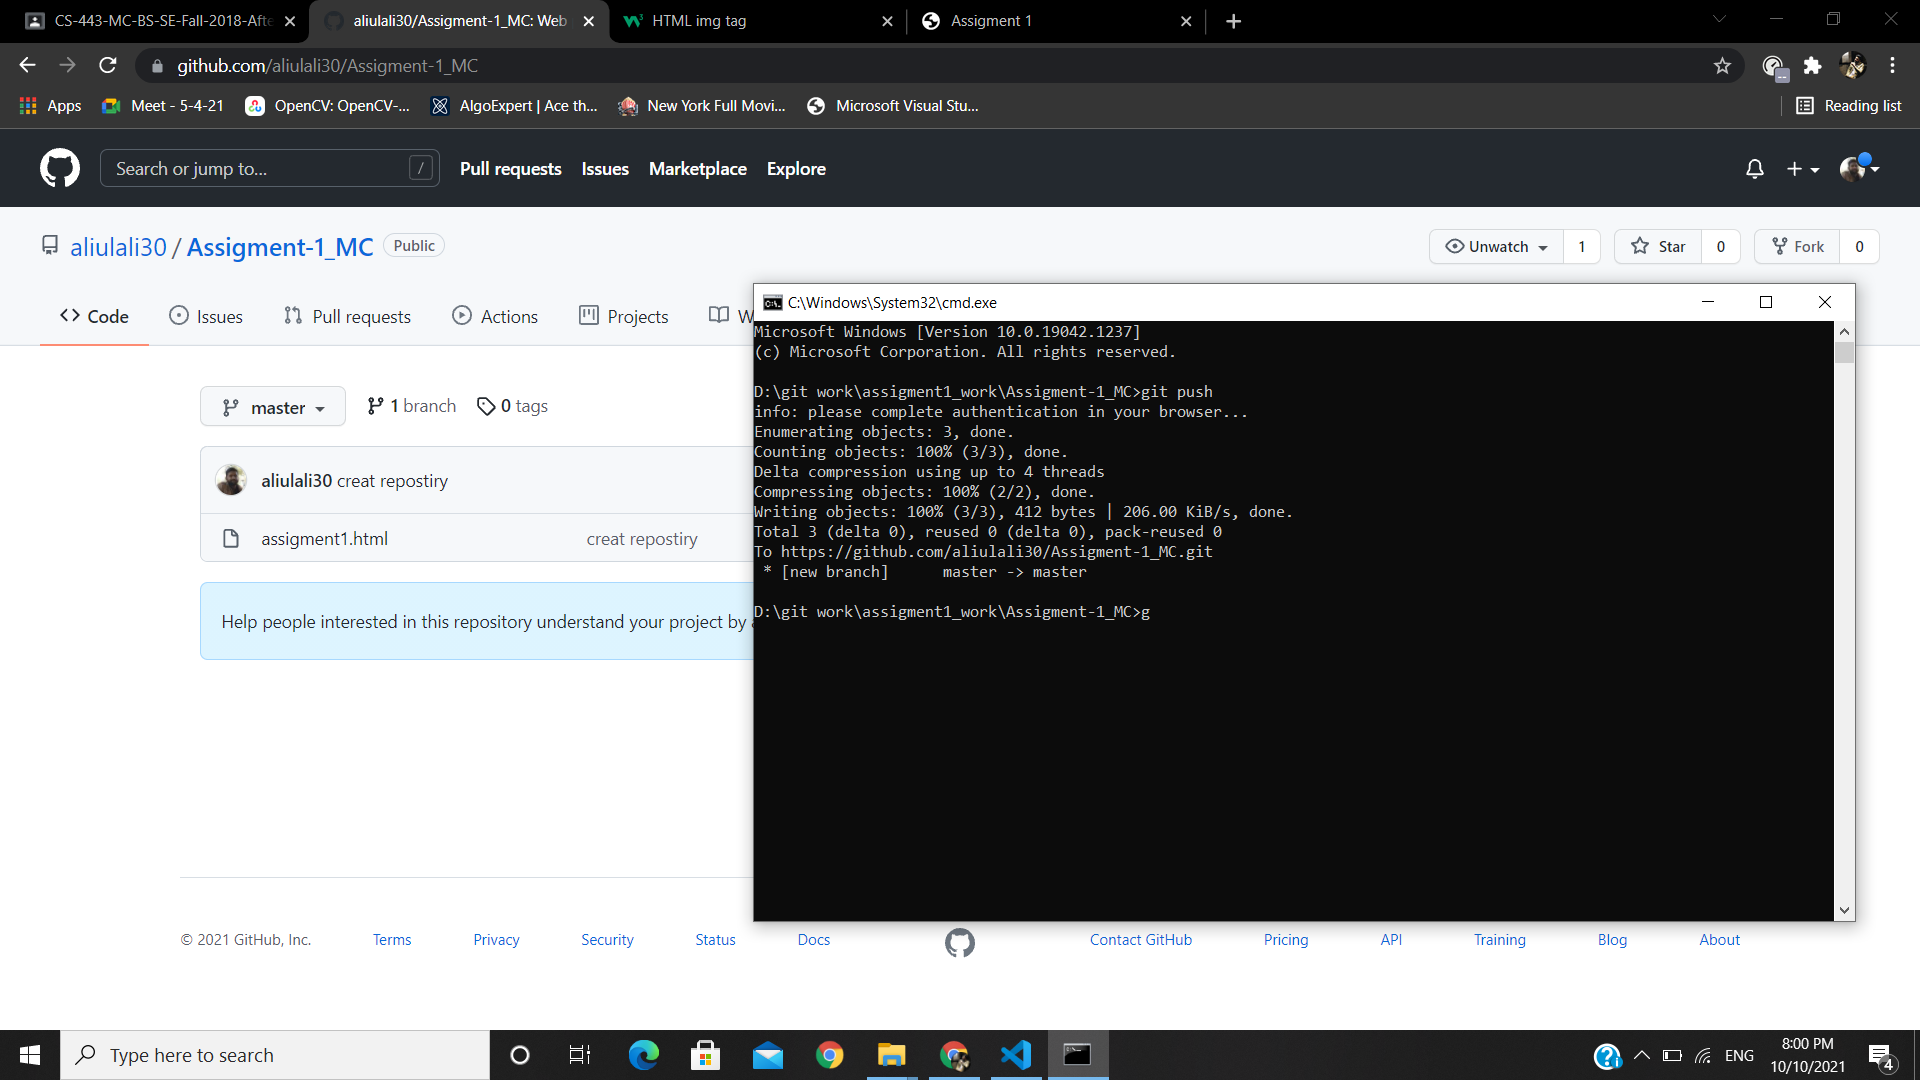 CS-443-MC-BS-SE-Fall-2018-Afte
aliulali30/Assigment-1_MC: Web
HTML img tag
Assigment 1
github.com/aliulali30/Assigment-1_MC
Apps
Meet - 5-4-21
OpenCV: OpenCV-...
AlgoExpert | Ace th...
New York Full Movi...
Microsoft Visual Stu...
Reading list
Search or jump to...
/
Pull requests
Issues
Marketplace
Explore
aliulali30 / Assigment-1_MC
Public
Unwatch
1
Star
0
Fork
0
Code
Issues
Pull requests
Actions
Projects
W
C:\Windows\System32\cmd.exe
Microsoft Windows [Version 10.0.19042.1237]
(c) Microsoft Corporation. All rights reserved.
D:\git work\assigment1_work\Assigment-1_MC>git push
info: please complete authentication in your browser...
Enumerating objects: 3, done.
Counting objects: 100% (3/3), done.
Delta compression using up to 4 threads
Compressing objects: 100% (2/2), done.
Writing objects: 100% (3/3), 412 bytes | 206.00 KiB/s, done.
Total 3 (delta 0), reused 0 (delta 0), pack-reused 0
To https://github.com/aliulali30/Assigment-1_MC.git
* [new branch]      master -> master
D:\git work\assigment1_work\Assigment-1_MC>g
master
1 branch
0 tags
aliulali30 creat repostiry
assigment1.html
creat repostiry
Help people interested in this repository understand your project by
© 2021 GitHub, Inc.
Terms
Privacy
Security
Status
Docs
Contact GitHub
Pricing
API
Training
Blog
About
Type here to search
ENG
8:00 PM
10/10/2021
4